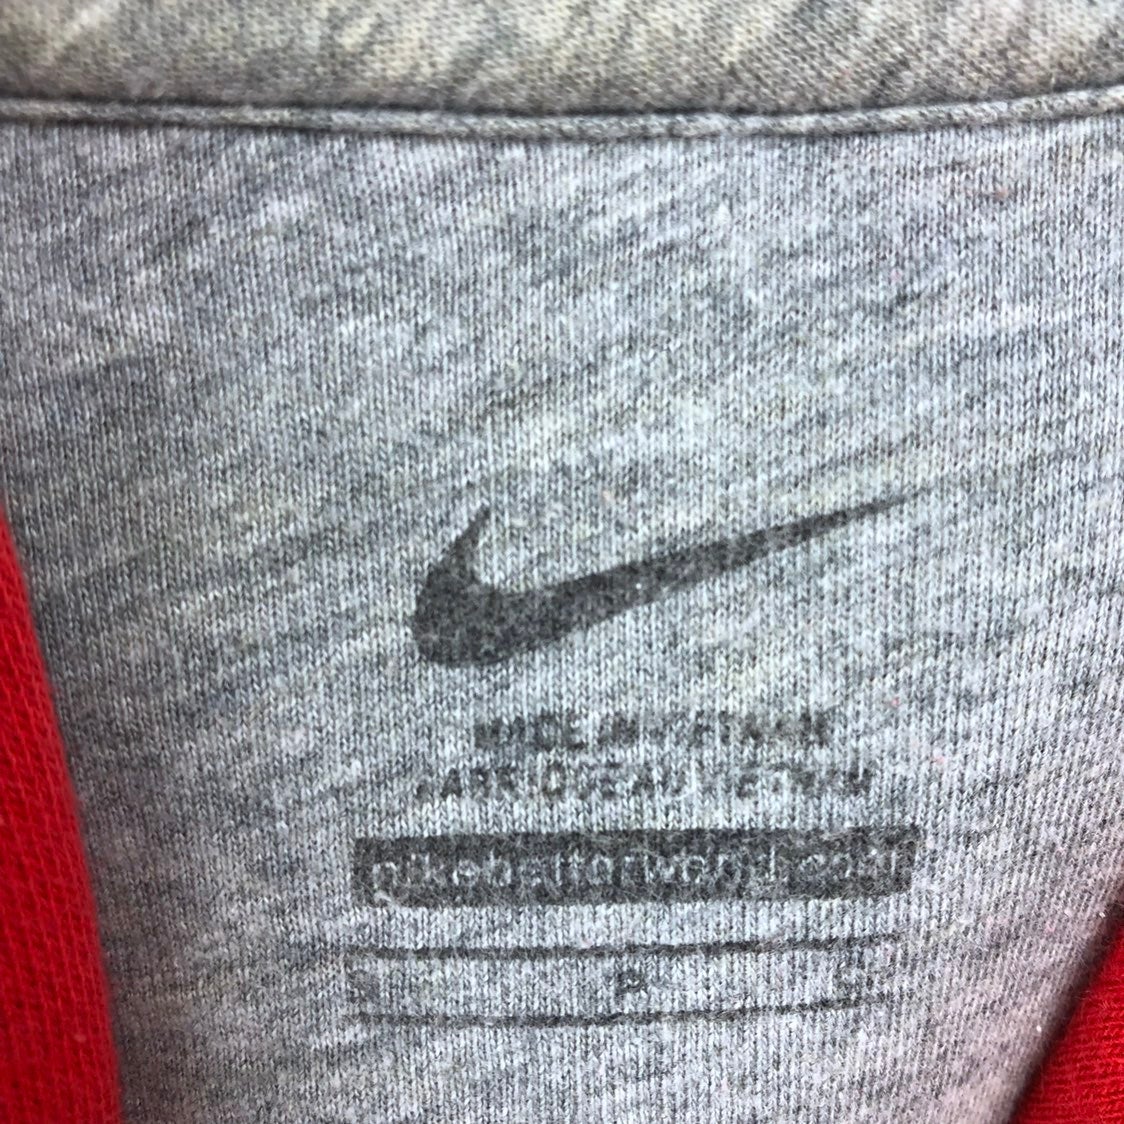 MADE IN VIETNAM
FABRIQUÉ AU VIETNAM
nikebetterworld.com